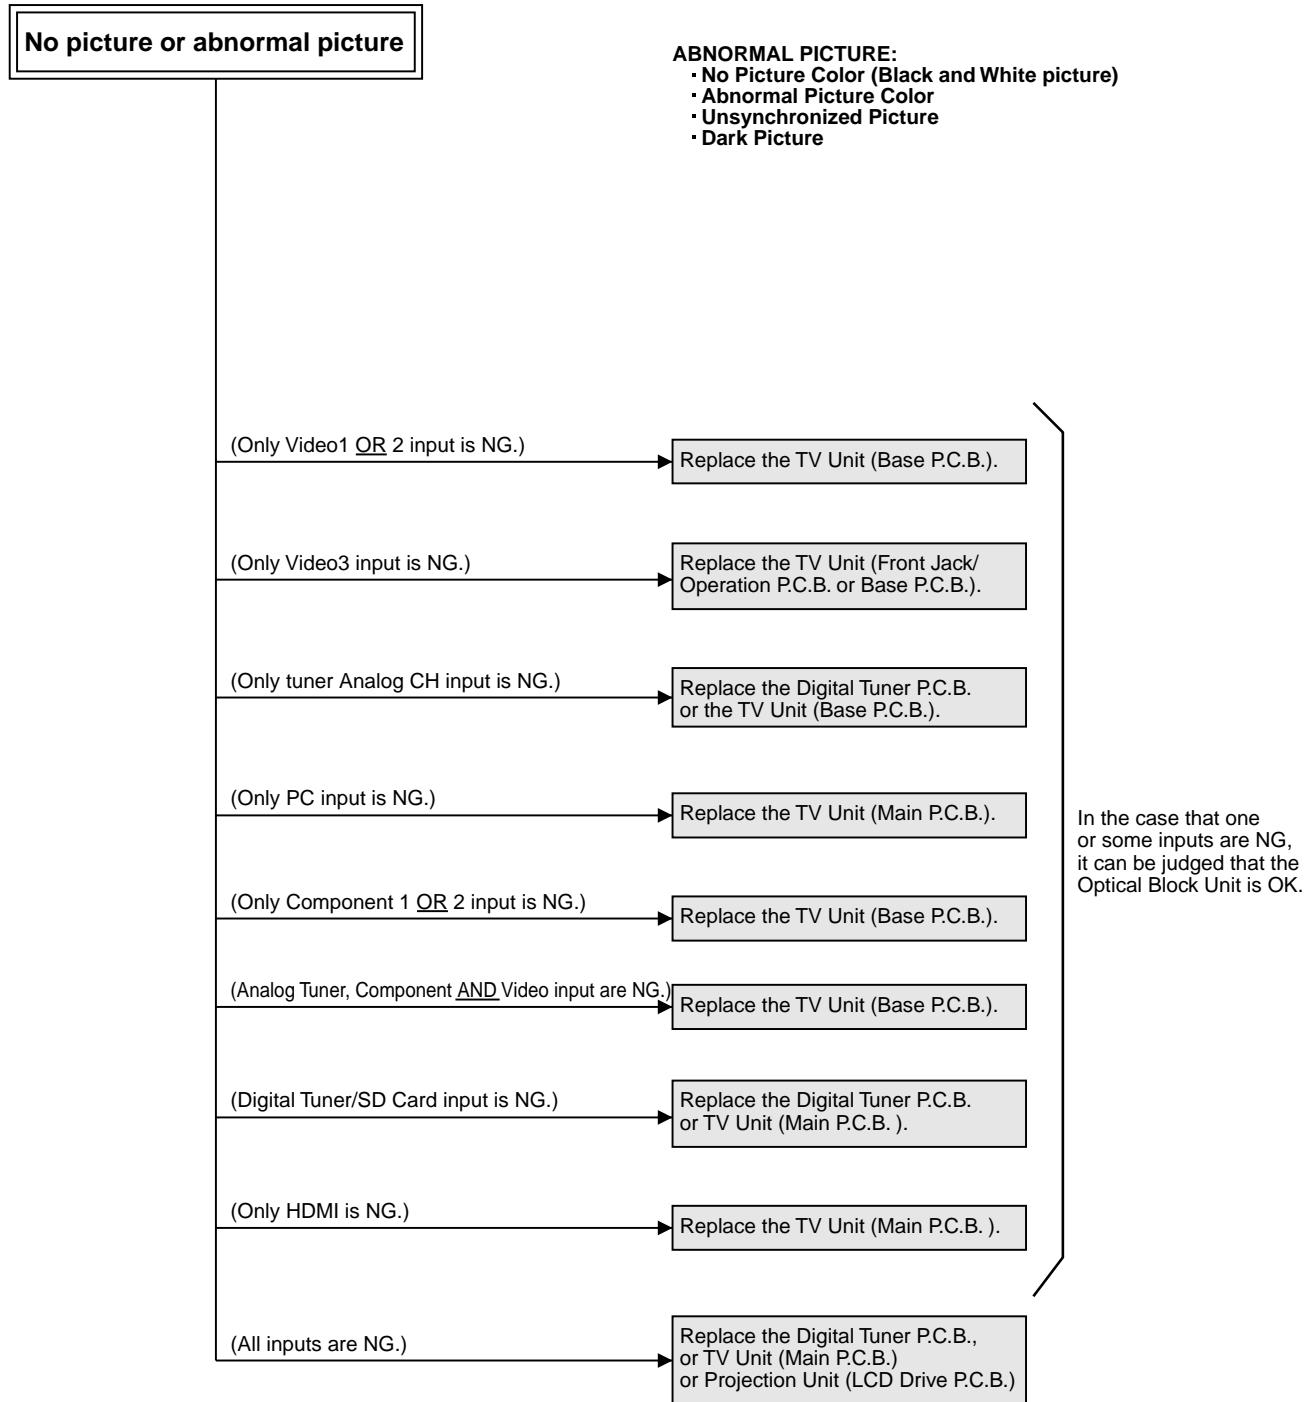 No picture or abnormal picture
ABNORMAL PICTURE:
· No Picture Color (Black and White picture)
· Abnormal Picture Color
· Unsynchronized Picture
· Dark Picture
(Only Video1 OR 2 input is NG.)
Replace the TV Unit (Base P.C.B.).
(Only Video3 input is NG.)
Replace the TV Unit (Front Jack/
Operation P.C.B. or Base P.C.B.).
(Only tuner Analog CH input is NG.)
Replace the Digital Tuner P.C.B.
or the TV Unit (Base P.C.B.).
(Only PC input is NG.)
Replace the TV Unit (Main P.C.B.).
In the case that one
or some inputs are NG,
it can be judged that the
Optical Block Unit is OK.
(Only Component 1 OR 2 input is NG.)
Replace the TV Unit (Base P.C.B.).
(Analog Tuner, Component AND Video input are NG.)
Replace the TV Unit (Base P.C.B.).
(Digital Tuner/SD Card input is NG.)
Replace the Digital Tuner P.C.B.
or TV Unit (Main P.C.B. ).
(Only HDMI is NG.)
Replace the TV Unit (Main P.C.B. ).
(All inputs are NG.)
Replace the Digital Tuner P.C.B.,
or TV Unit (Main P.C.B.)
or Projection Unit (LCD Drive P.C.B.)